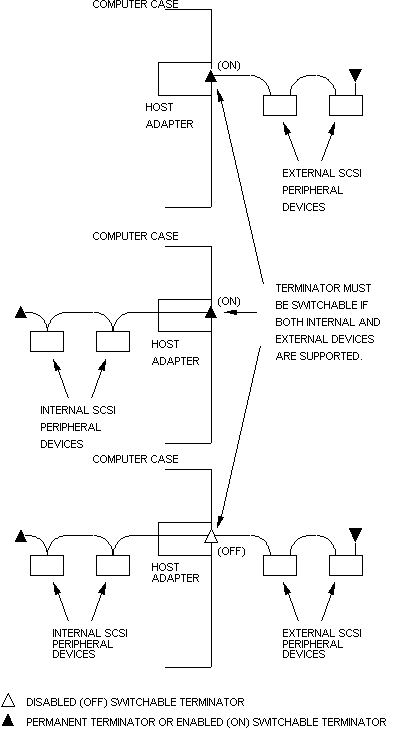 COMPUTER CASE
(ON)
HOST
ADAPTER
EXTERNAL SCSI
PERIPHERAL
DEVICES
COMPUTER CASE
(ON)
TERMINATOR MUST
BE SWITCHABLE IF
BOTH INTERNAL AND
EXTERNAL DEVICES
ARE SUPPORTED.
HOST
ADAPTER
INTERNAL SCSI
PERIPHERAL
DEVICES
COMPUTER CASE
(OFF)
HOST
ADAPTER
INTERNAL SCSI
PERIPHERAL
DEVICES
EXTERNAL SCSI
PERIPHERAL
DEVICES
DISABLED (OFF) SWITCHABLE TERMINATOR
PERMANENT TERMINATOR OR ENABLED (ON) SWITCHABLE TERMINATOR